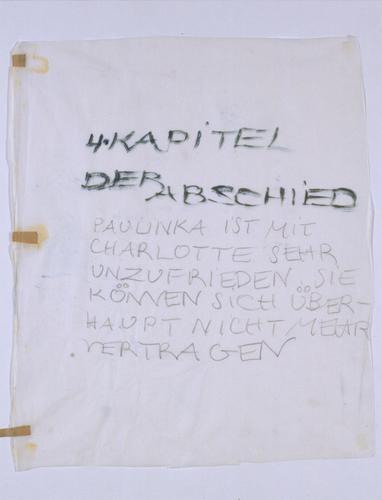 4. KAPITEL
DER ABSCHIED
PAULINKA IST MIT
CHARLOTTE SEHR
UNZUFRIEDEN. SIE
KÖNNEN SICH ÜBER-
HAUPT NICHT MEHR
VERTRAGEN